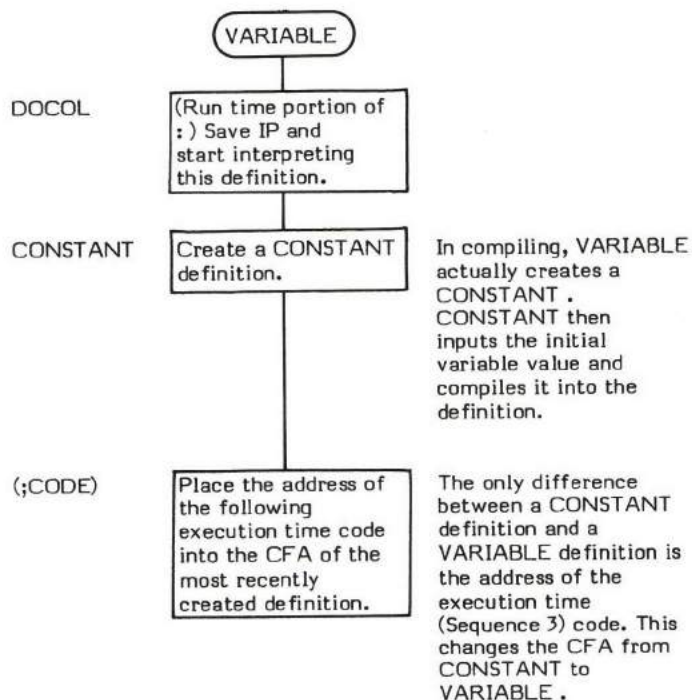 VARIABLE
DOCOL
(Run time portion of
: ) Save IP and
start interpreting
this definition.
CONSTANT
Create a CONSTANT
definition.
In compiling, VARIABLE
actually creates a
CONSTANT .
CONSTANT then
inputs the initial
variable value and
compiles it into the
definition.
(;CODE)
Place the address of
the following
execution time code
into the CFA of the
most recently
created definition.
The only difference
between a CONSTANT
definition and a
VARIABLE definition is
the address of the
execution time
(Sequence 3) code. This
changes the CFA from
CONSTANT to
VARIABLE .